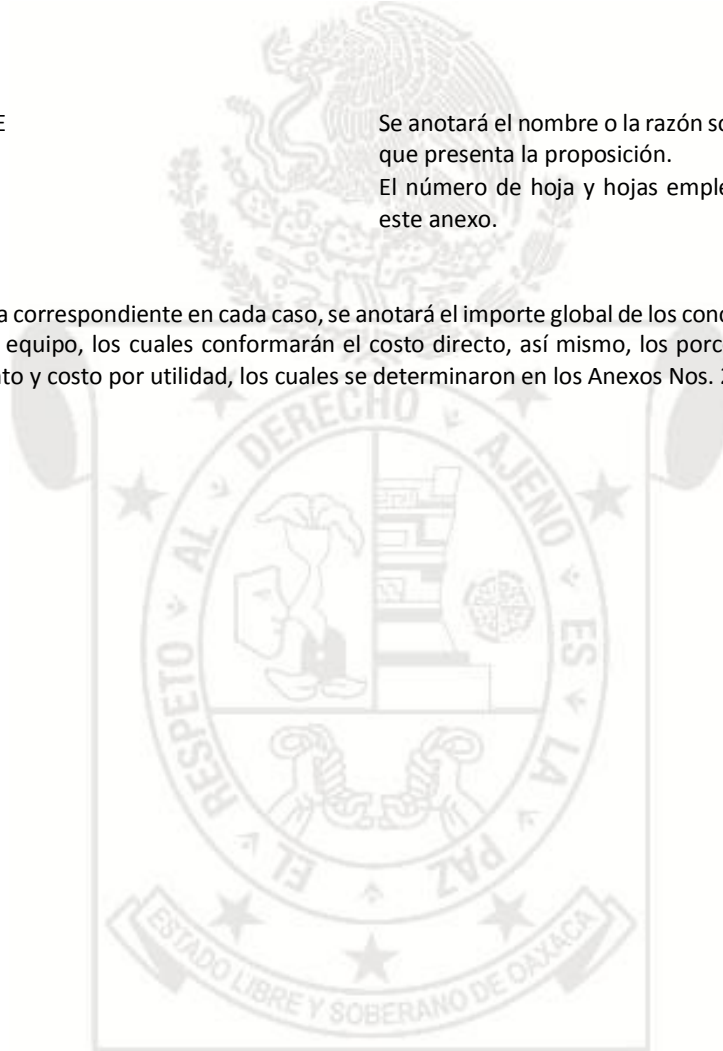 E
Se anotará el nombre o la razón so
que presenta la proposición.
El número de hoja y hojas emple
este anexo.
a correspondiente en cada caso, se anotará el importe global de los conc
equipo, los cuales conformarán el costo directo, así mismo, los porc
to y costo por utilidad, los cuales se determinaron en los Anexos Nos. 2
EL RESPETO AL DERECHO AJENO ES LA PAZ
ESTADO LIBRE Y SOBERANO DE OAXACA